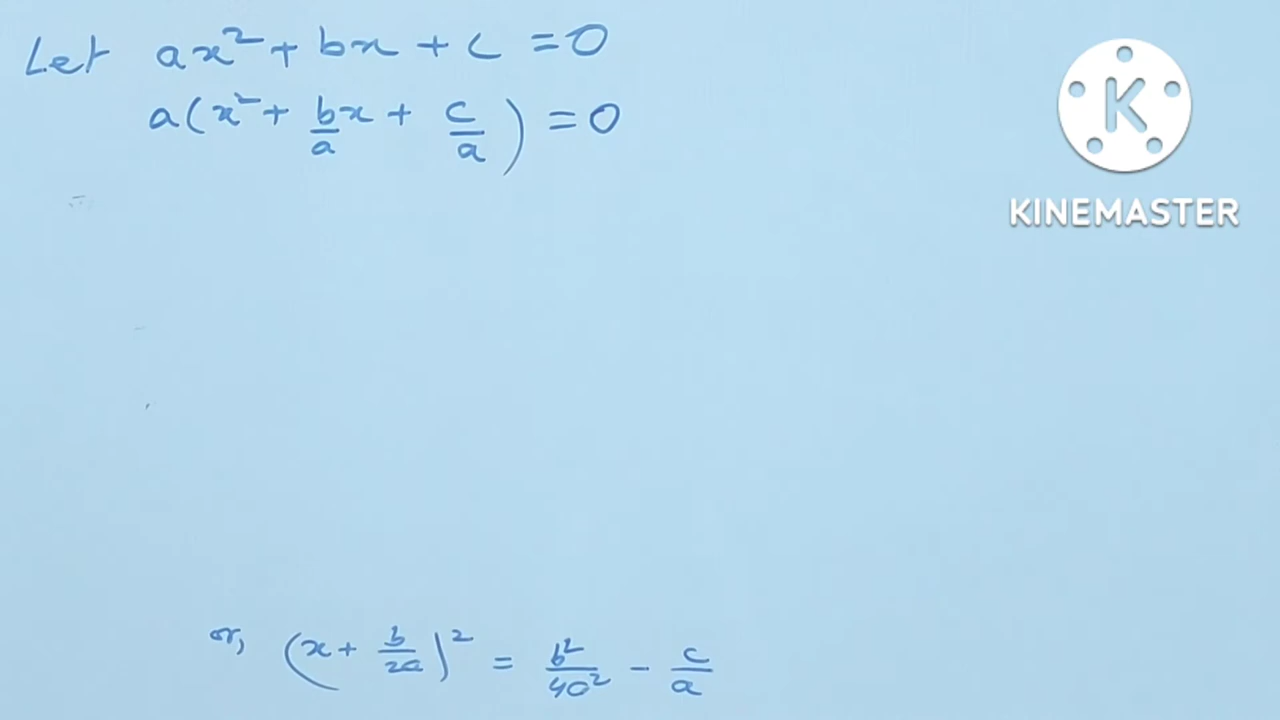 Let ax² + bx + c = 0
a(x² + b/a x + c/a) = 0
K
KINEMASTER
or, (x + b/2a)² = b²/4a² - c/a